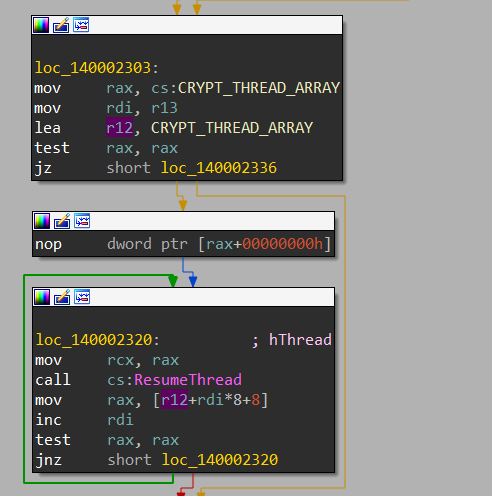 loc_140002303:
mov rax, cs:CRYPT_THREAD_ARRAY
mov rdi, r13
lea r12, CRYPT_THREAD_ARRAY
test rax, rax
jz short loc_140002336
nop dword ptr [rax+00000000h]
loc_140002320: ; hThread
mov rcx, rax
call cs:ResumeThread
mov rax, [r12+rdi*8+8]
inc rdi
test rax, rax
jnz short loc_140002320